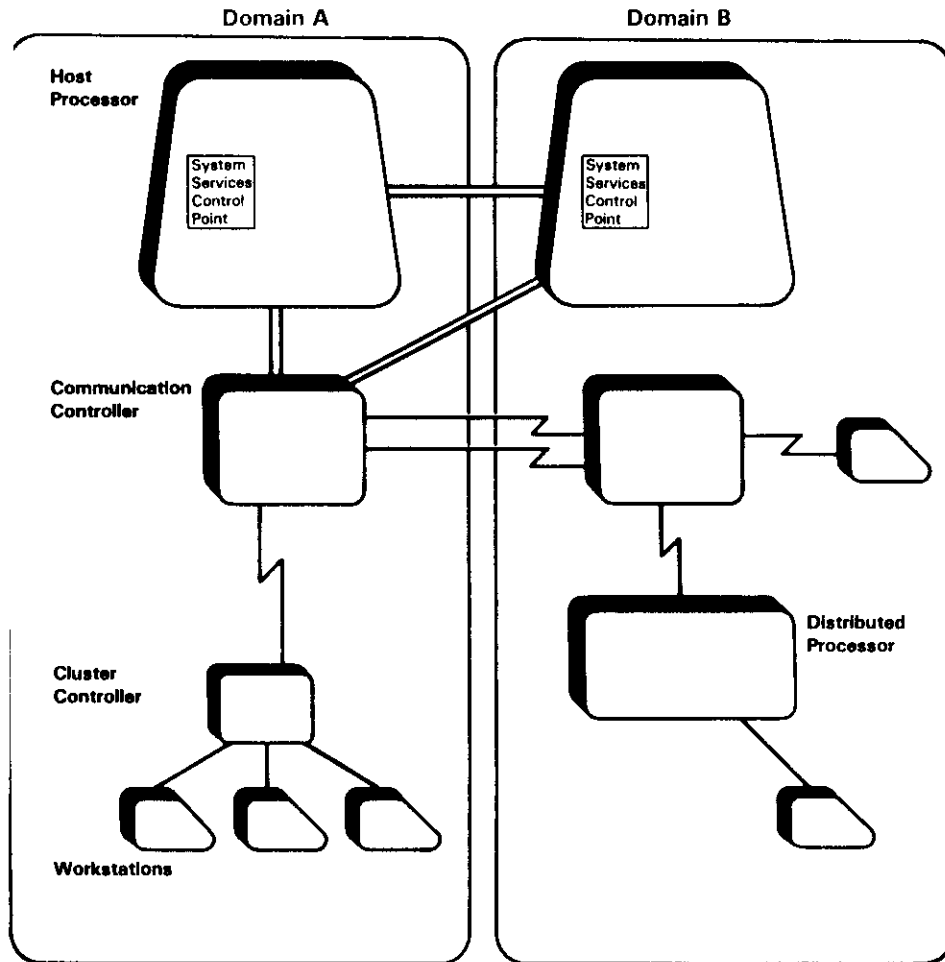 Domain A
Domain B
Host
Processor
System
Services
Control
Point
System
Services
Control
Point
Communication
Controller
Distributed
Processor
Cluster
Controller
Workstations